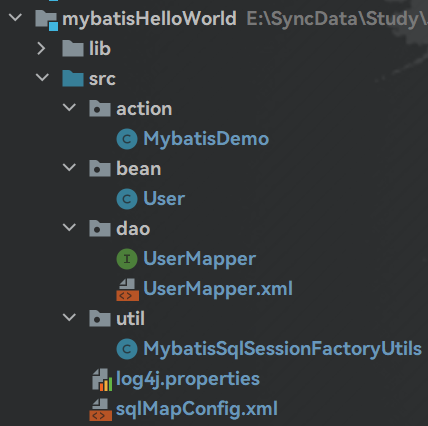 mybatisHelloWorld E:\SyncData\Study\
lib
src
action
C MybatisDemo
bean
C User
dao
I UserMapper
<> UserMapper.xml
util
C MybatisSqlSessionFactoryUtils
log4j.properties
<> sqlMapConfig.xml